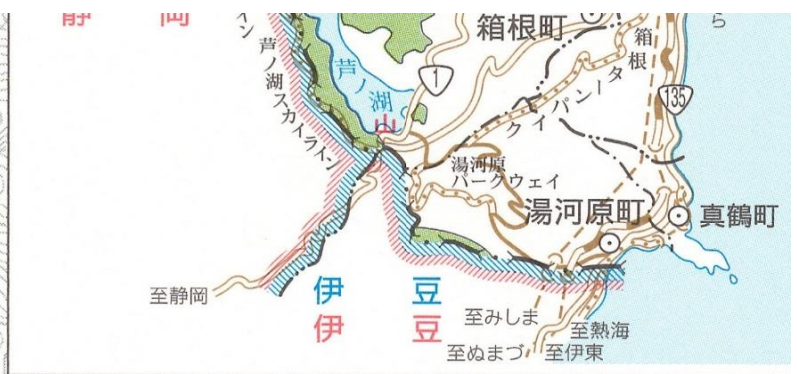 静岡
イン
箱根町
ら
箱根ターンパイク
1
芦ノ湖
芦ノ湖スカイライン
135
山
湯河原
パークウェイ
湯河原町
真鶴町
至静岡
伊豆
伊豆
至みしま
至熱海
至ぬまづ
至伊東